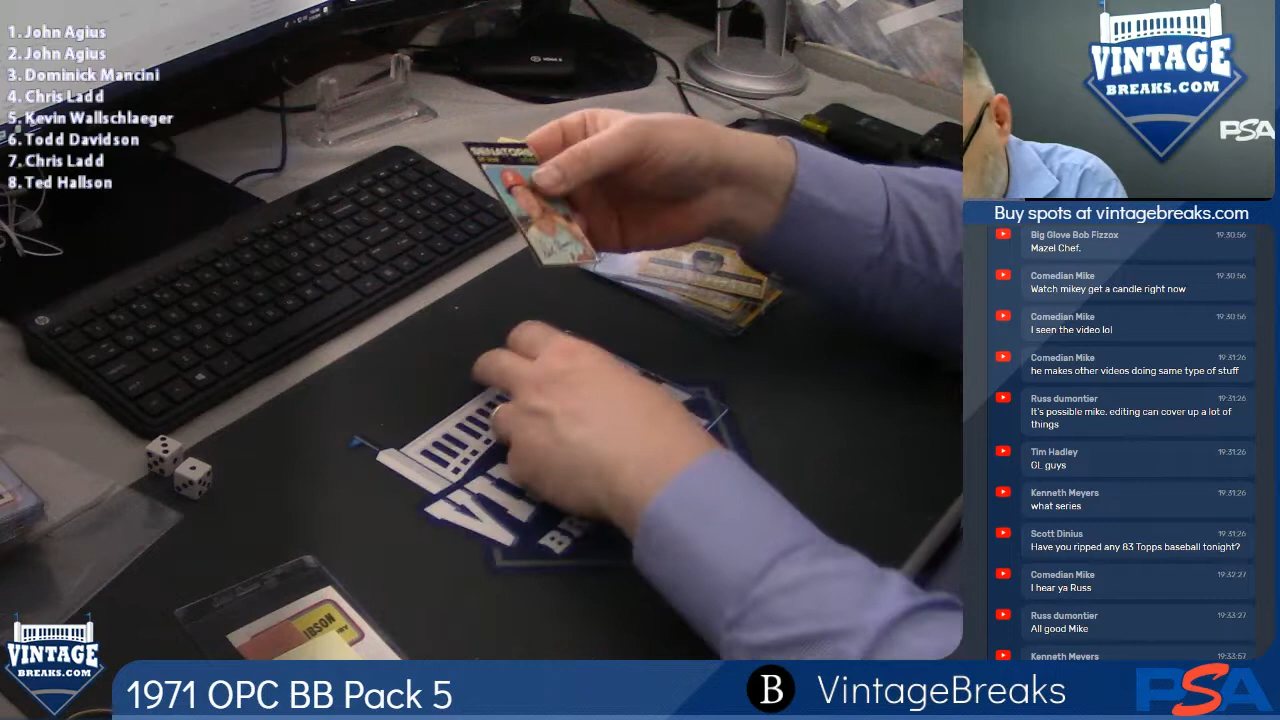 1. John Agius
2. John Agius
3. Dominick Mancini
4. Chris Ladd
5. Kevin Wallschlaeger
6. Todd Davidson
7. Chris Ladd
8. Ted Hallson
SENATORS
VINTAGE
BREAKS.COM
PSA
Buy spots at vintagebreaks.com
Big Glove Bob Fizzox 19:30:56
Mazel Chef.
Comedian Mike 19:30:56
Watch mikey get a candle right now
Comedian Mike 19:30:56
I seen the video lol
Comedian Mike 19:31:26
he makes other videos doing same type of stuff
Russ dumontier 19:31:26
It's possible mike. editing can cover up a lot of
things
Tim Hadley 19:31:26
GL guys
Kenneth Meyers 19:31:26
what series
Scott Dinius 19:31:26
Have you ripped any 83 Topps baseball tonight?
Comedian Mike 19:32:27
I hear ya Russ
Russ dumontier 19:33:27
All good Mike
Kenneth Meyers 19:33:57
VIN
BR
IBSON
VINTAGE
BREAKS.COM
1971 OPC BB Pack 5
B VintageBreaks
PSA